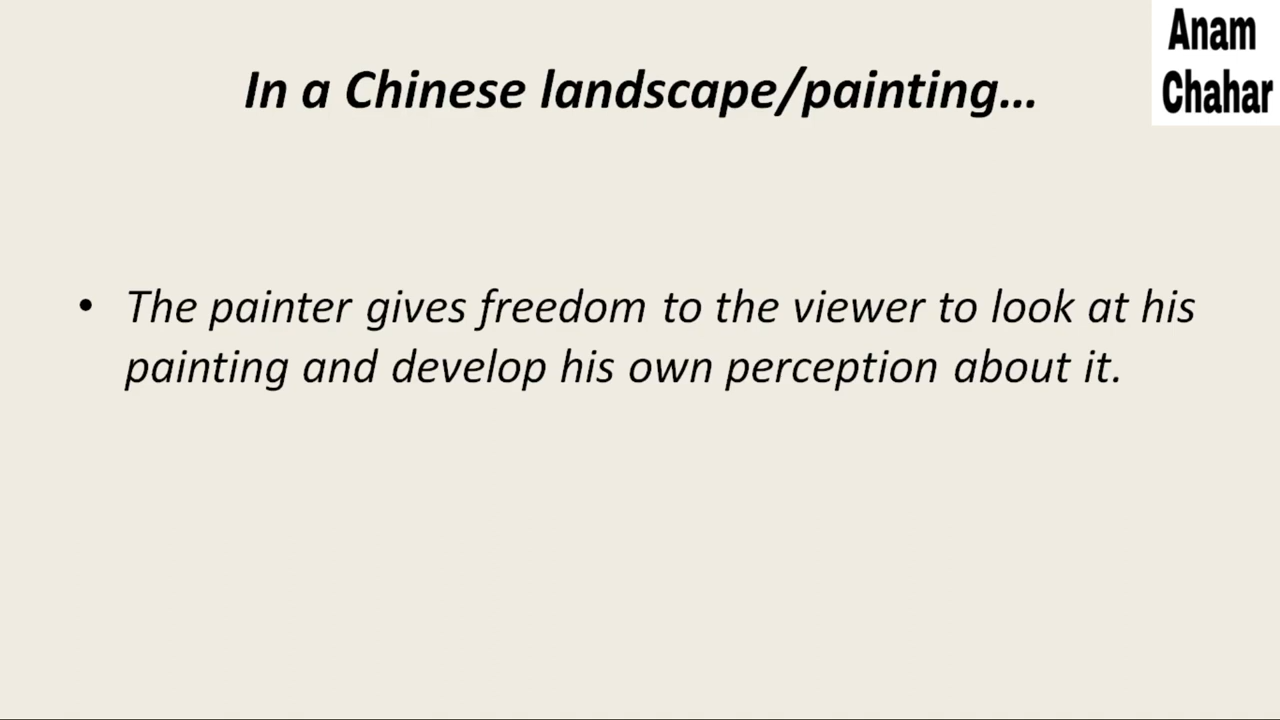 Anam
Chahar
In a Chinese landscape/painting...
• The painter gives freedom to the viewer to look at his
painting and develop his own perception about it.